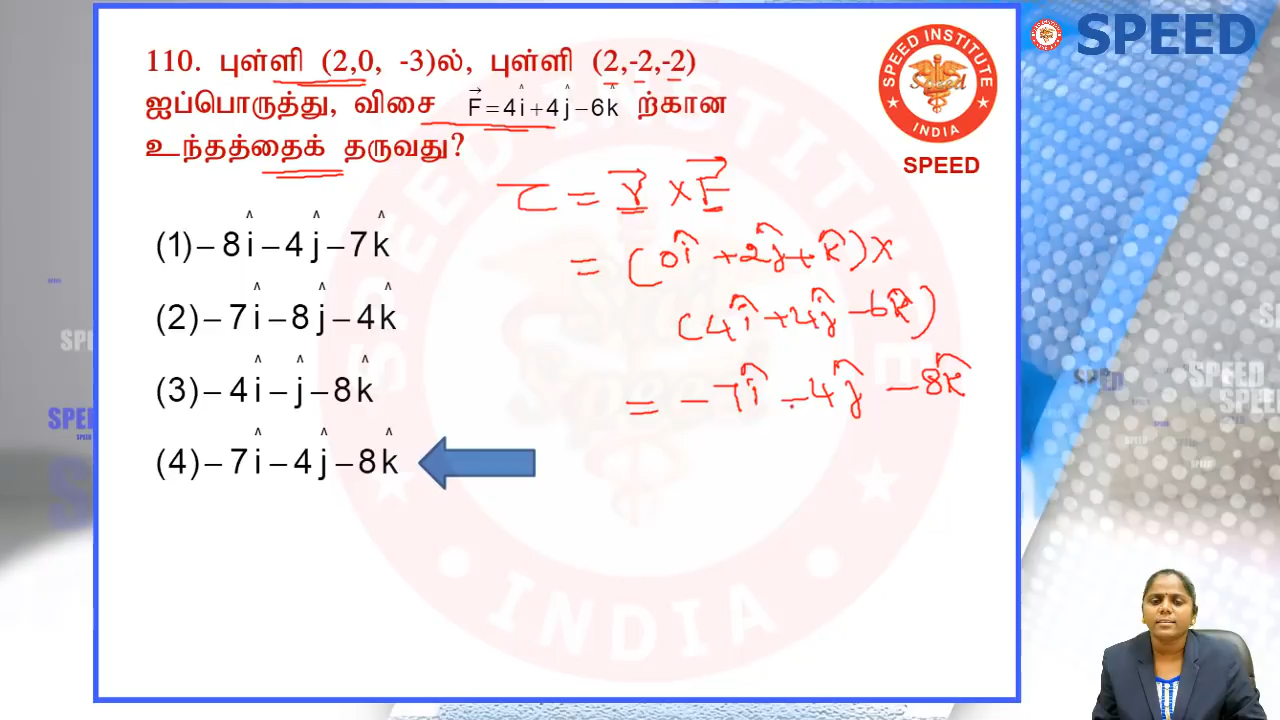 SPEED
SPEED INSTITUTE
INDIA
SPEED
110. புள்ளி (2,0, -3)ல், புள்ளி (2,-2,-2)
ஐப்பொருத்து, விசை F⃗ = 4î + 4ĵ − 6k̂ ற்கான
உந்தத்தைக் தருவது?
(1) – 8î – 4ĵ – 7k̂
(2) – 7î – 8ĵ – 4k̂
(3) – 4î – ĵ – 8k̂
(4) – 7î – 4ĵ – 8k̂
τ = r⃗ × F⃗
= (0î + 2ĵ + k̂) ×
(4î + 4ĵ − 6k̂)
= − 7î − 4ĵ − 8k̂